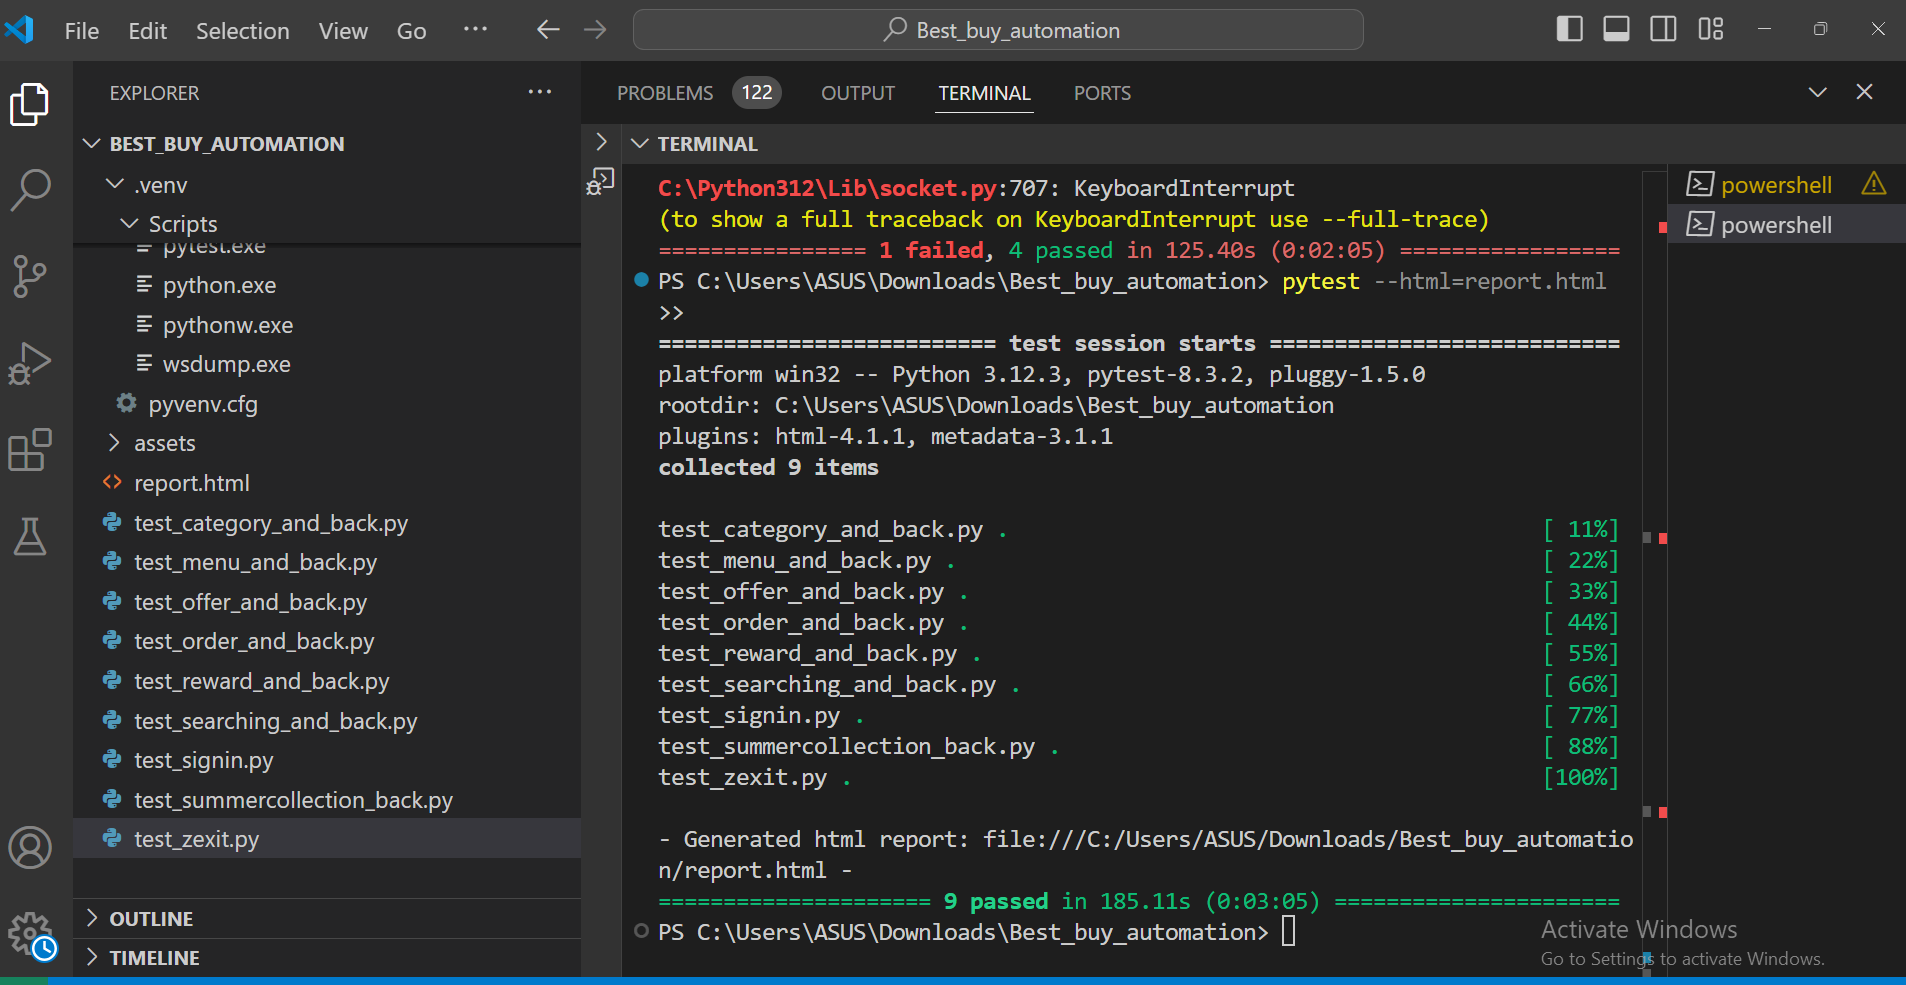 File Edit Selection View Go ··· Best_buy_automation
EXPLORER
BEST_BUY_AUTOMATION
.venv
Scripts
pytest.exe
python.exe
pythonw.exe
wsdump.exe
pyvenv.cfg
assets
report.html
test_category_and_back.py
test_menu_and_back.py
test_offer_and_back.py
test_order_and_back.py
test_reward_and_back.py
test_searching_and_back.py
test_signin.py
test_summercollection_back.py
test_zexit.py
OUTLINE
TIMELINE
PROBLEMS 122 OUTPUT TERMINAL PORTS
TERMINAL
C:\Python312\Lib\socket.py:707: KeyboardInterrupt
(to show a full traceback on KeyboardInterrupt use --full-trace)
================ 1 failed, 4 passed in 125.40s (0:02:05) =================
PS C:\Users\ASUS\Downloads\Best_buy_automation> pytest --html=report.html
>>
========================== test session starts ===========================
platform win32 -- Python 3.12.3, pytest-8.3.2, pluggy-1.5.0
rootdir: C:\Users\ASUS\Downloads\Best_buy_automation
plugins: html-4.1.1, metadata-3.1.1
collected 9 items
test_category_and_back.py . [ 11%]
test_menu_and_back.py . [ 22%]
test_offer_and_back.py . [ 33%]
test_order_and_back.py . [ 44%]
test_reward_and_back.py . [ 55%]
test_searching_and_back.py . [ 66%]
test_signin.py . [ 77%]
test_summercollection_back.py . [ 88%]
test_zexit.py . [100%]
- Generated html report: file:///C:/Users/ASUS/Downloads/Best_buy_automatio
n/report.html -
===================== 9 passed in 185.11s (0:03:05) ======================
PS C:\Users\ASUS\Downloads\Best_buy_automation>
powershell
powershell
Activate Windows
Go to Settings to activate Windows.